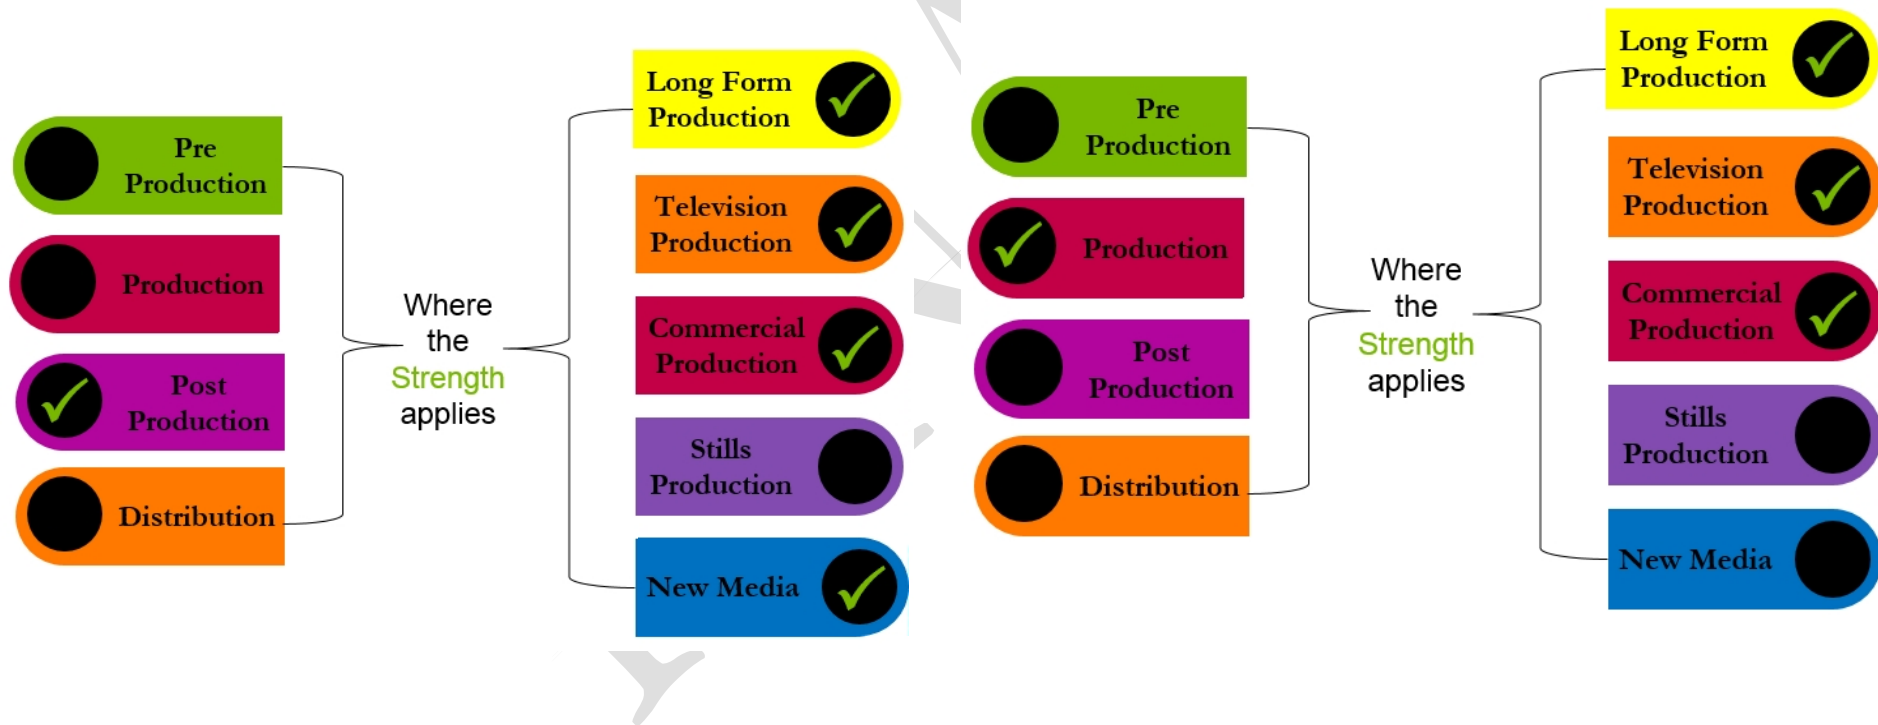 Pre
Production
Production
Post
Production
Distribution
Where
the
Strength
applies
Long Form
Production
Television
Production
Commercial
Production
Stills
Production
New Media
Pre
Production
Production
Post
Production
Distribution
Where
the
Strength
applies
Long Form
Production
Television
Production
Commercial
Production
Stills
Production
New Media